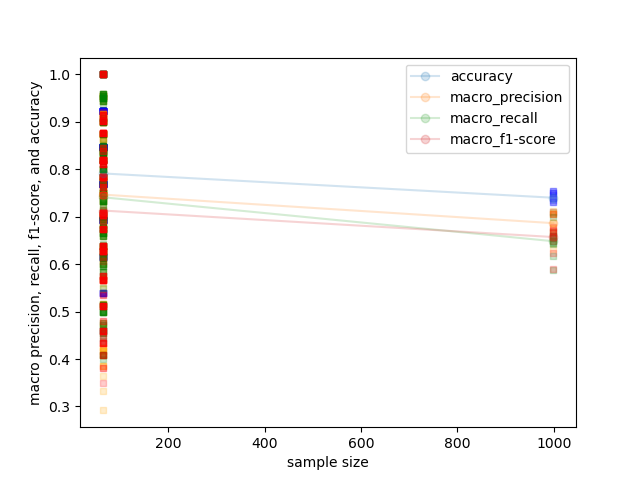 accuracy
macro_precision
macro_recall
macro_f1-score
1.0
0.9
0.8
0.7
0.6
0.5
0.4
0.3
macro precision, recall, f1-score, and accuracy
200
400
600
800
1000
sample size